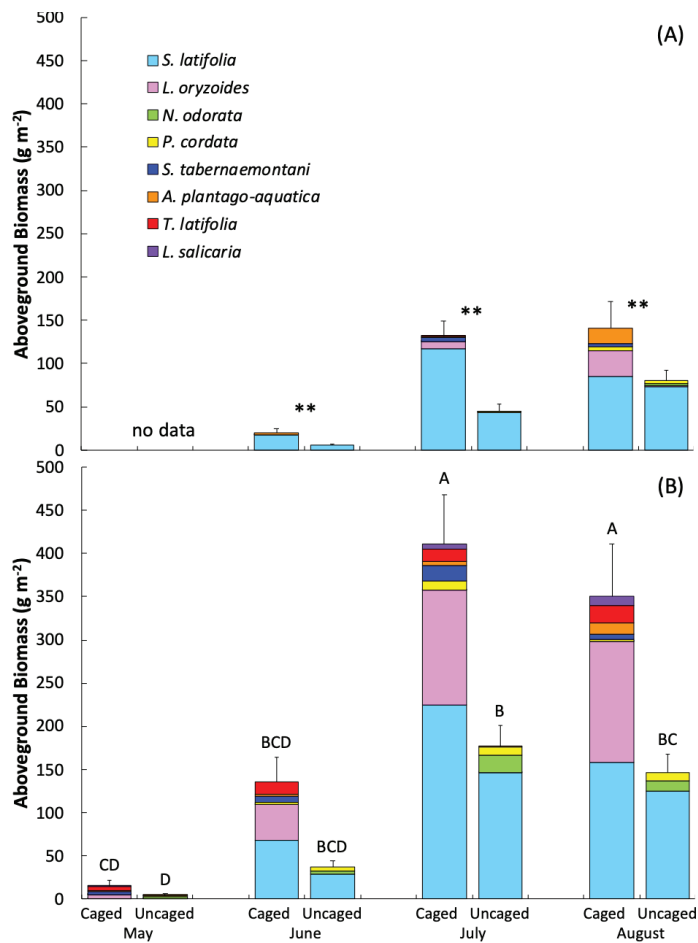 (A)
500
450
400
350
300
250
200
150
100
50
0
Aboveground Biomass (g m⁻²)
S. latifolia
L. oryzoides
N. odorata
P. cordata
S. tabernaemontani
A. plantago-aquatica
T. latifolia
L. salicaria
no data
**
**
**
(B)
500
450
400
350
300
250
200
150
100
50
0
Aboveground Biomass (g m⁻²)
CD
D
BCD
BCD
A
B
A
BC
Caged Uncaged Caged Uncaged Caged Uncaged Caged Uncaged
May June July August